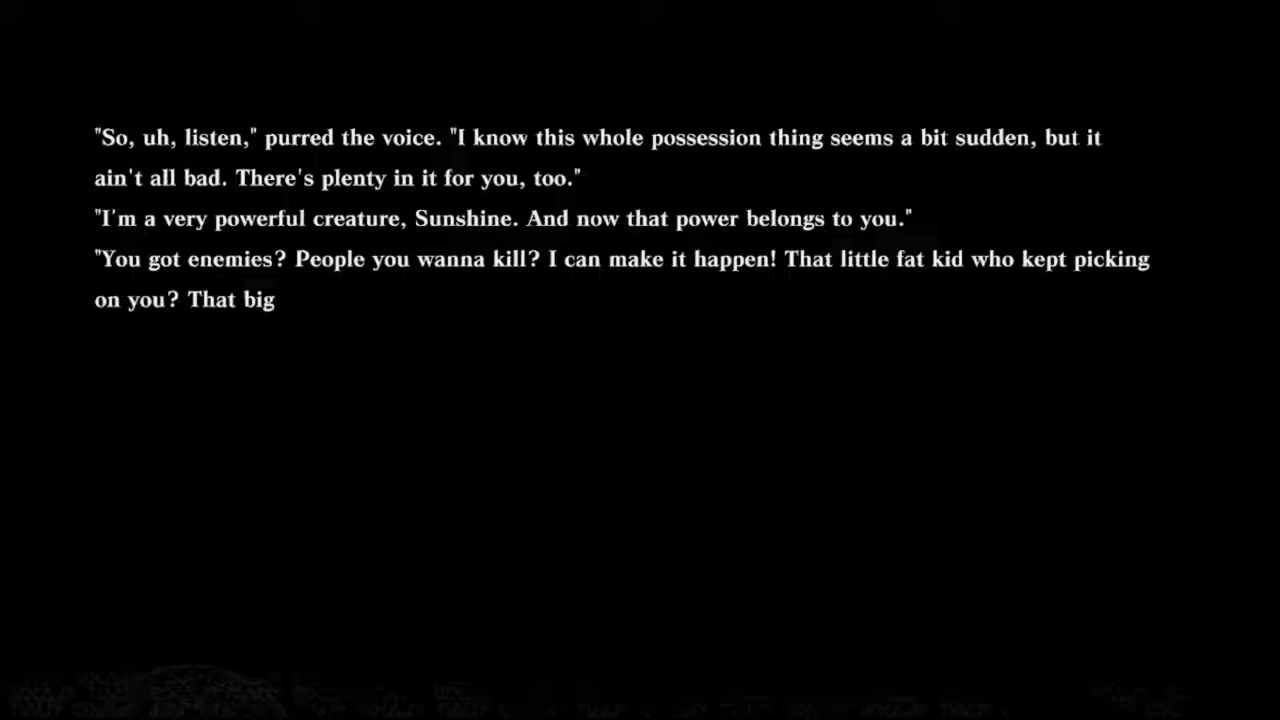 "So, uh, listen," purred the voice. "I know this whole possession thing seems a bit sudden, but it
ain't all bad. There's plenty in it for you, too."
"I'm a very powerful creature, Sunshine. And now that power belongs to you."
"You got enemies? People you wanna kill? I can make it happen! That little fat kid who kept picking
on you? That big